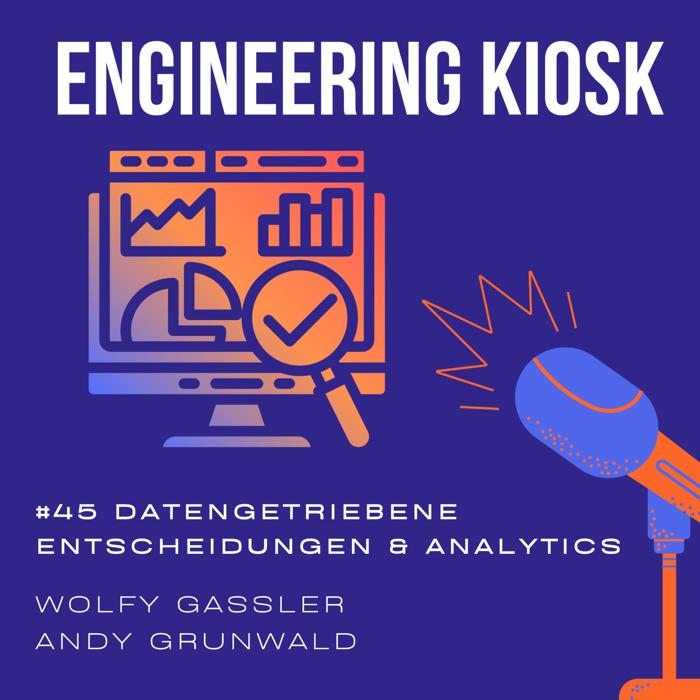 ENGINEERING KIOSK
#45 DATENGETRIEBENE
ENTSCHEIDUNGEN & ANALYTICS
WOLFY GASSLER
ANDY GRUNWALD